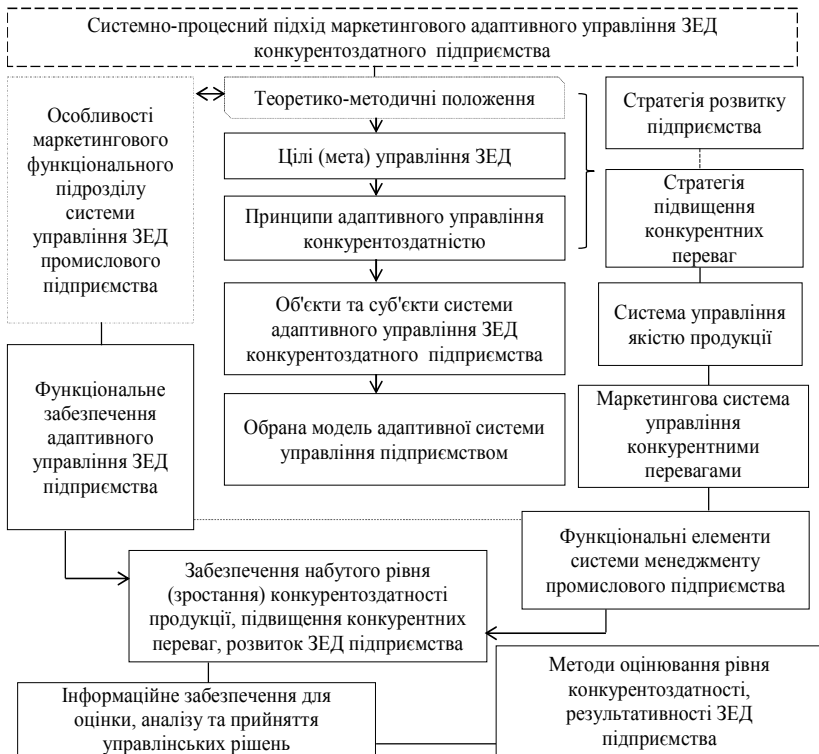 Системно-процесний підхід маркетингового адаптивного управління ЗЕД
конкурентоздатного підприємства
Особливості
маркетингового
функціонального
підрозділу
системи
управління ЗЕД
промислового
підприємства
Теоретико-методичні положення
Цілі (мета) управління ЗЕД
Принципи адаптивного управління
конкурентоздатністю
Об'єкти та суб'єкти системи
адаптивного управління ЗЕД
конкурентоздатного підприємства
Обрана модель адаптивної системи
управління підприємством
Стратегія розвитку
підприємства
Стратегія
підвищення
конкурентних
переваг
Система управління
якістю продукції
Маркетингова система
управління
конкурентними
перевагами
Функціональне
забезпечення
адаптивного
управління ЗЕД
підприємства
Функціональні елементи
системи менеджменту
промислового підприємства
Забезпечення набутого рівня
(зростання) конкурентоздатності
продукції, підвищення конкурентних
переваг, розвиток ЗЕД підприємства
Інформаційне забезпечення для
оцінки, аналізу та прийняття
управлінських рішень
Методи оцінювання рівня
конкурентоздатності,
результативності ЗЕД
підприємства